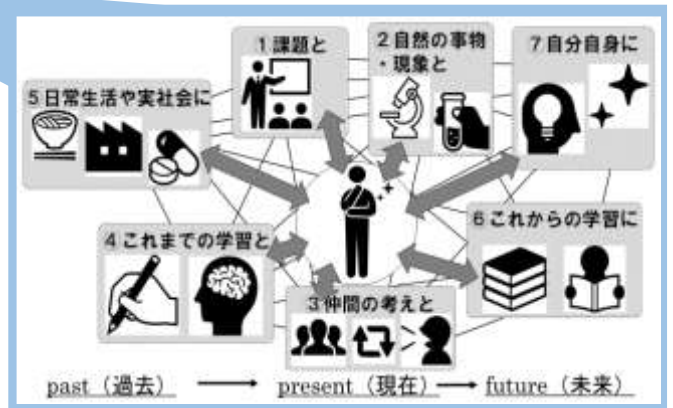 1課題と
2自然の事物
・現象と
7自分自身に
5日常生活や実社会に
6これからの学習に
4これまでの学習と
3仲間の考えと
past（過去） present（現在） future（未来）